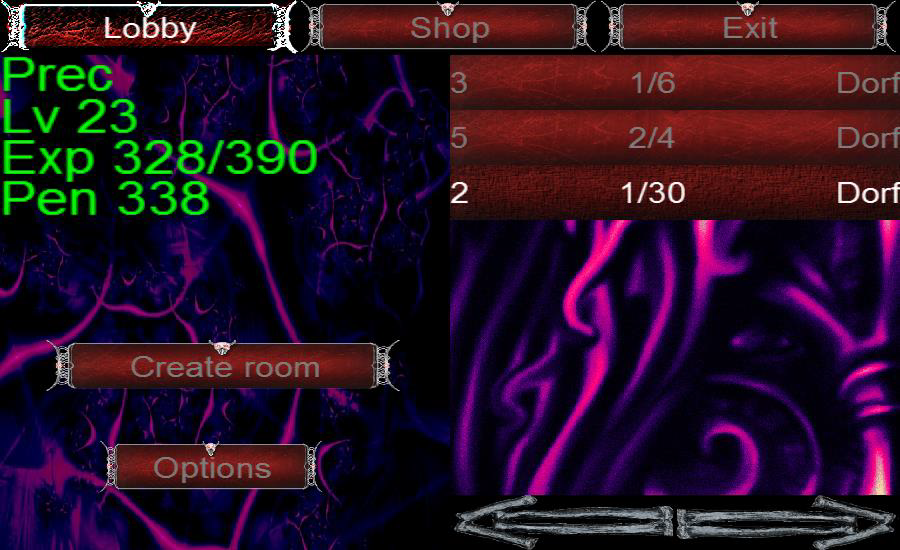 Lobby Shop Exit
Prec
Lv 23
Exp 328/390
Pen 338
3 1/6 Dorf
5 2/4 Dorf
2 1/30 Dorf
Create room
Options